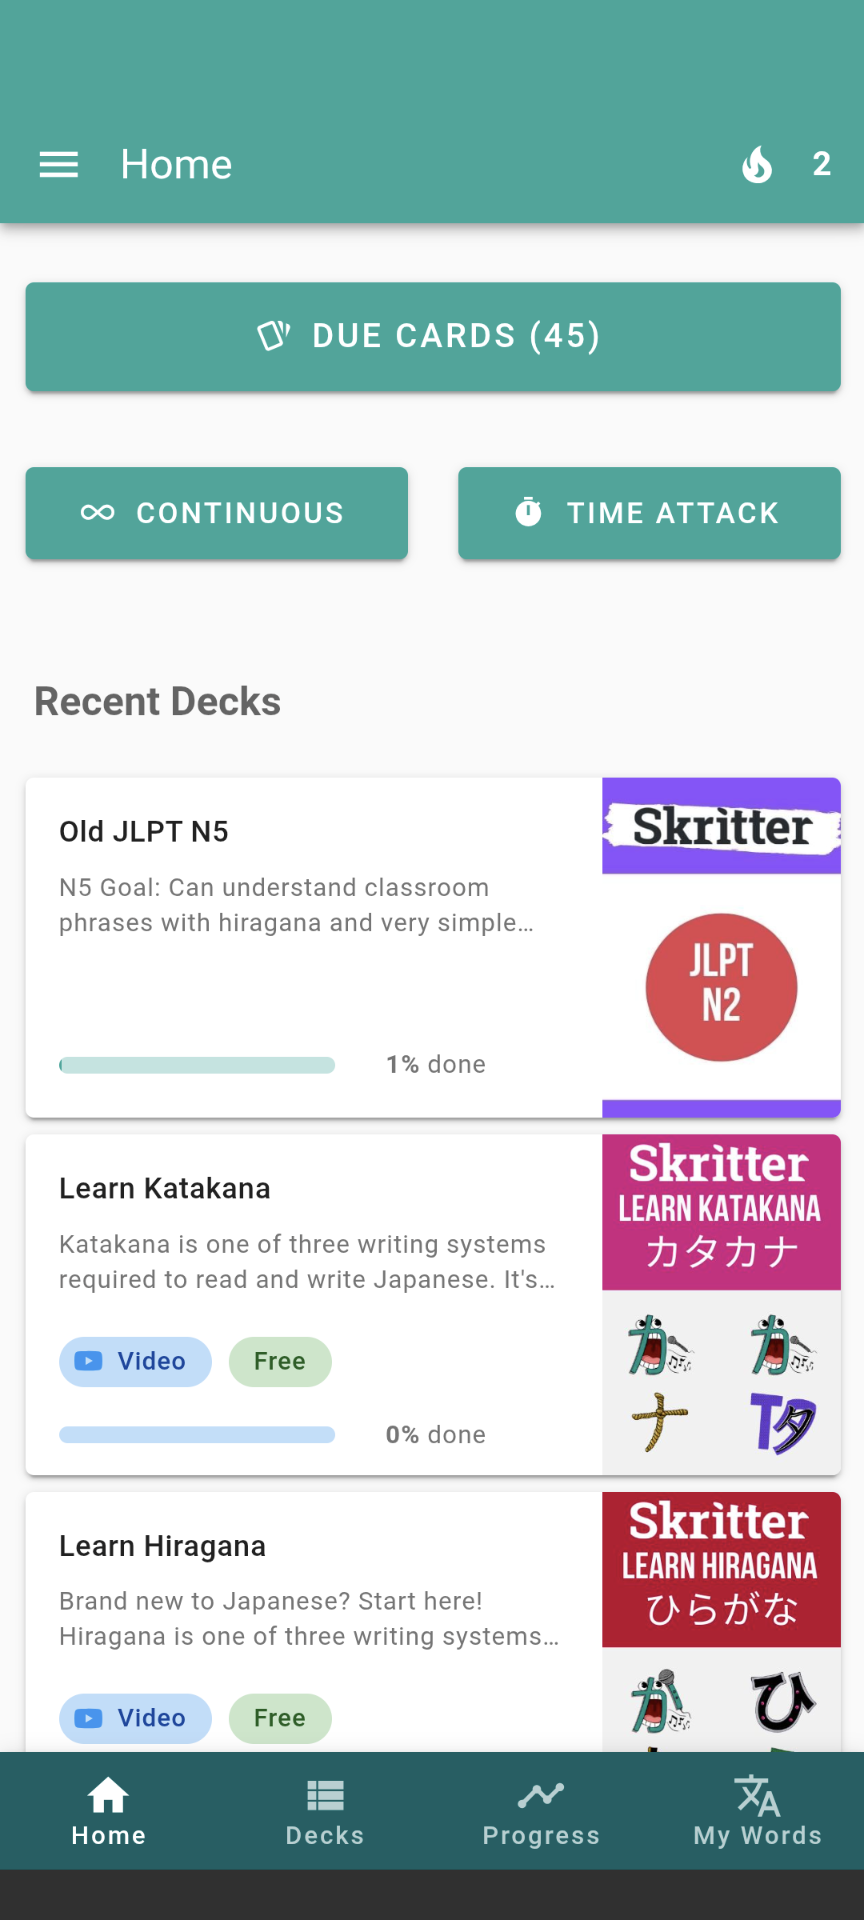 Home
2
DUE CARDS (45)
CONTINUOUS
TIME ATTACK
Recent Decks
Old JLPT N5
N5 Goal: Can understand classroom
phrases with hiragana and very simple…
1% done
Skritter
JLPT
N2
Learn Katakana
Katakana is one of three writing systems
required to read and write Japanese. It's…
Video
Free
0% done
Skritter
LEARN KATAKANA
カタカナ
カ
カ
ナ
Tタ
Learn Hiragana
Brand new to Japanese? Start here!
Hiragana is one of three writing systems…
Video
Free
Skritter
LEARN HIRAGANA
ひらがな
か
ひ
Home
Decks
Progress
My Words